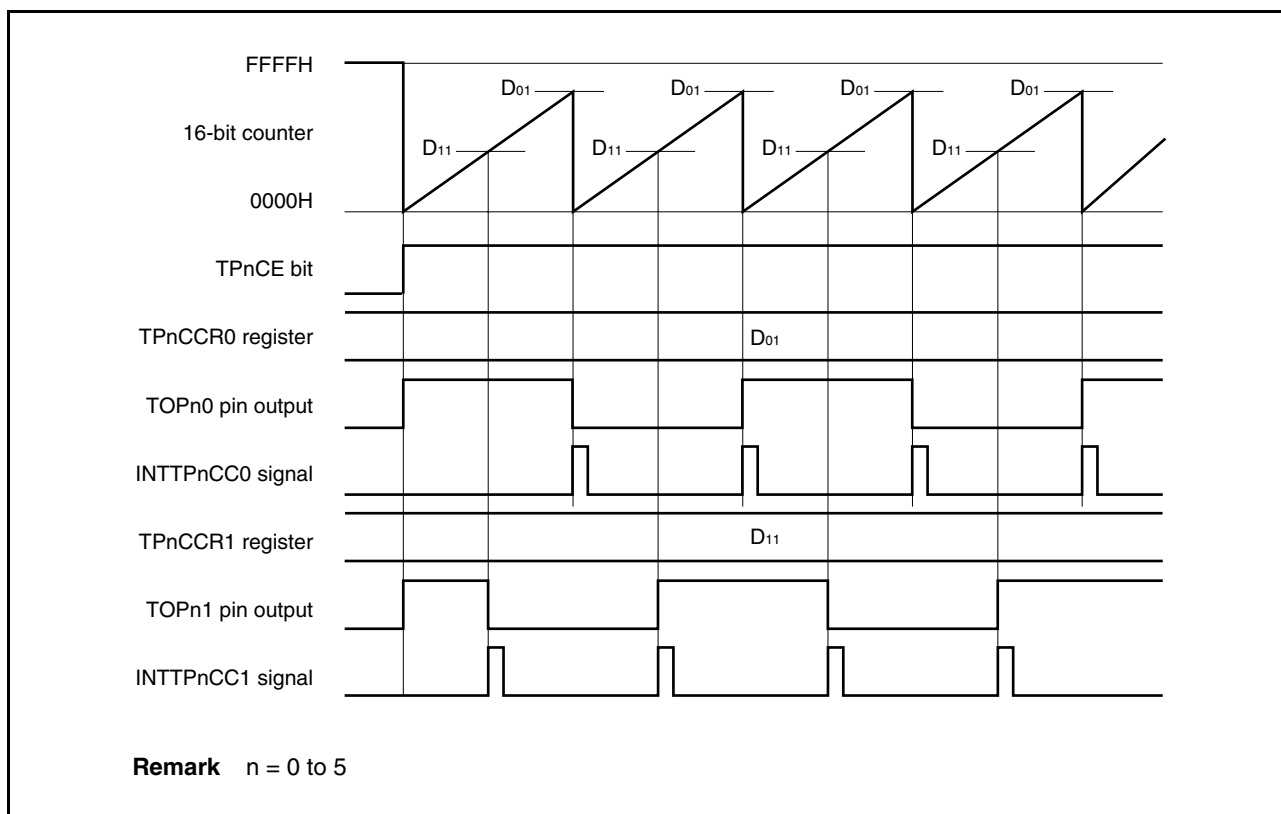 FFFFH
D01 D01 D01 D01
16-bit counter
D11 D11 D11 D11
0000H
TPnCE bit
TPnCCR0 register
D01
TOPn0 pin output
INTTPnCC0 signal
TPnCCR1 register
D11
TOPn1 pin output
INTTPnCC1 signal
Remark n = 0 to 5